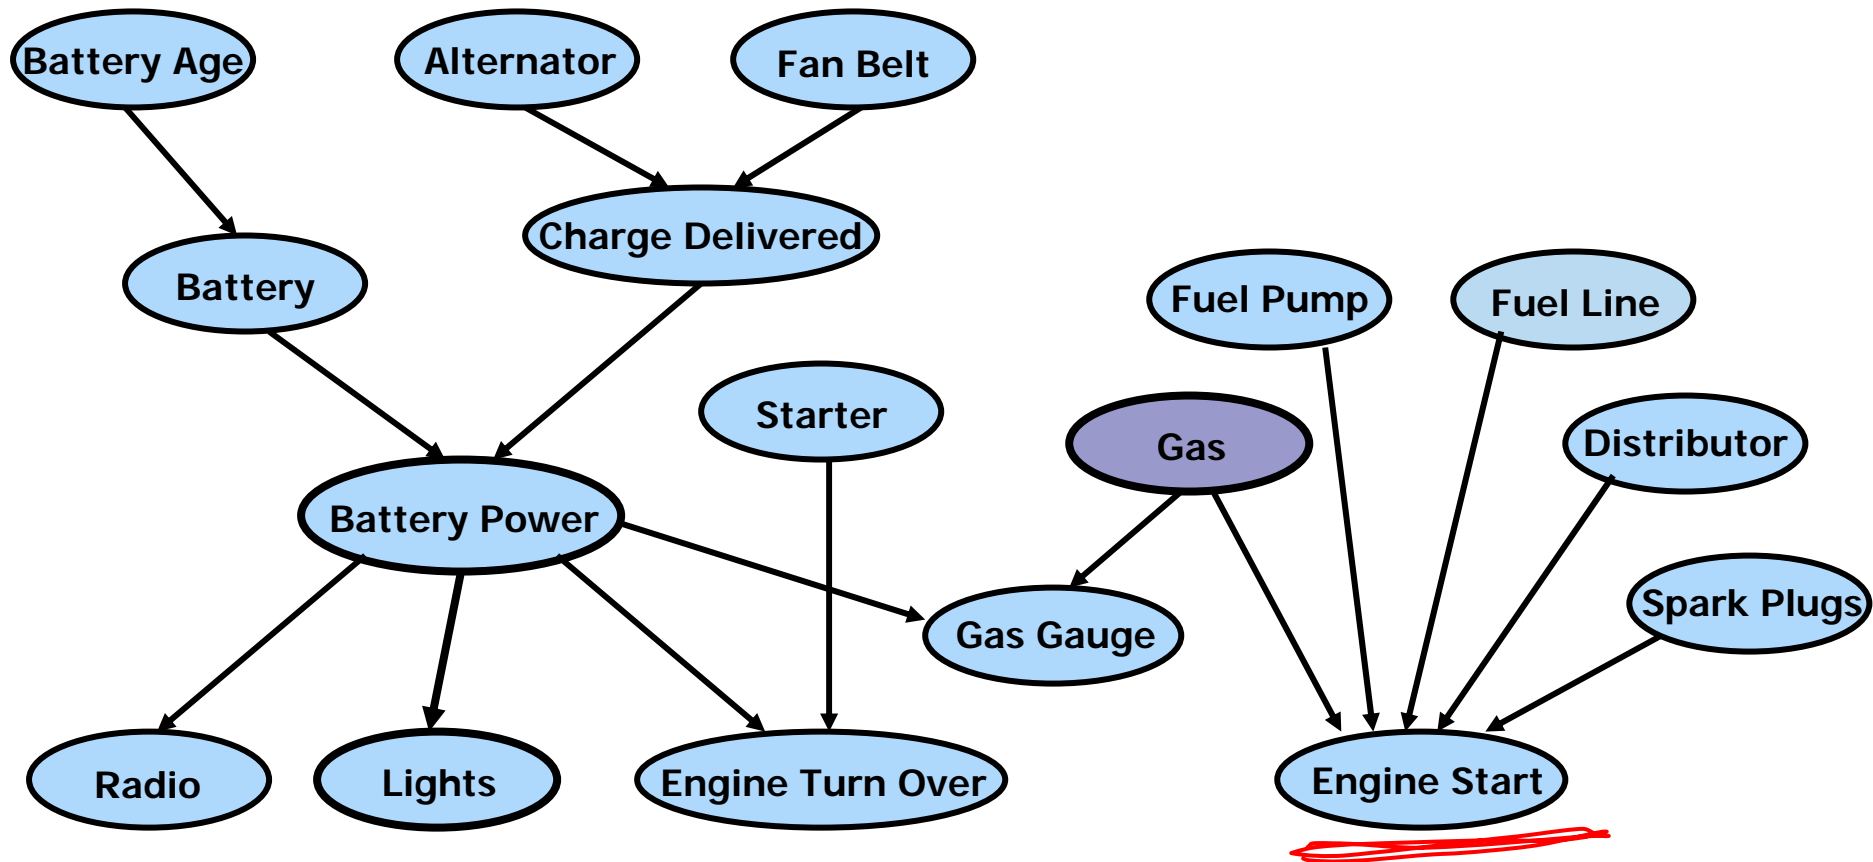 Battery Age
Alternator
Fan Belt
Charge Delivered
Battery
Fuel Pump
Fuel Line
Starter
Gas
Distributor
Battery Power
Spark Plugs
Gas Gauge
Radio
Lights
Engine Turn Over
Engine Start